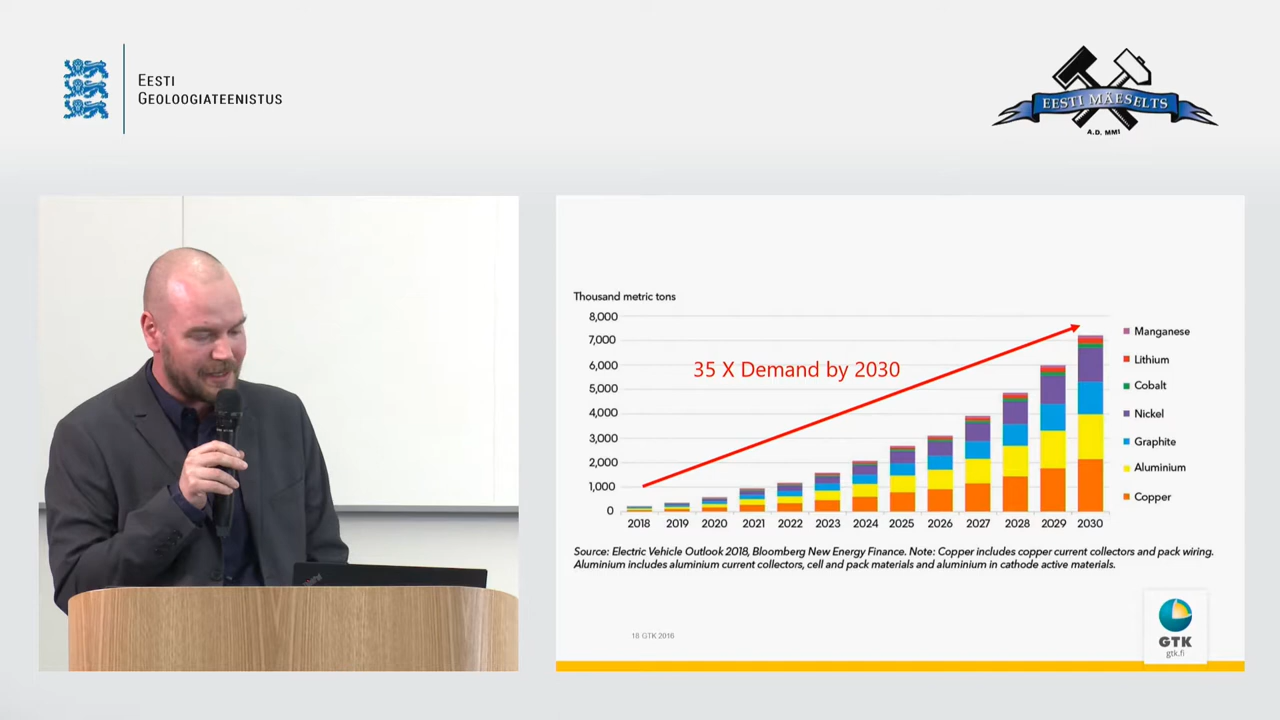 EESTI
GEOLOOGIATEENISTUS
EESTI MÄESELTS
A.D. MMI
Thousand metric tons
8,000
7,000
6,000
5,000
4,000
3,000
2,000
1,000
0
35 X Demand by 2030
2018 2019 2020 2021 2022 2023 2024 2025 2026 2027 2028 2029 2030
Manganese
Lithium
Cobalt
Nickel
Graphite
Aluminium
Copper
Source: Electric Vehicle Outlook 2018, Bloomberg New Energy Finance. Note: Copper includes copper current collectors and pack wiring.
Aluminium includes aluminium current collectors, cell and pack materials and aluminium in cathode active materials.
18 GTK 2016
GTK
gtk.fi